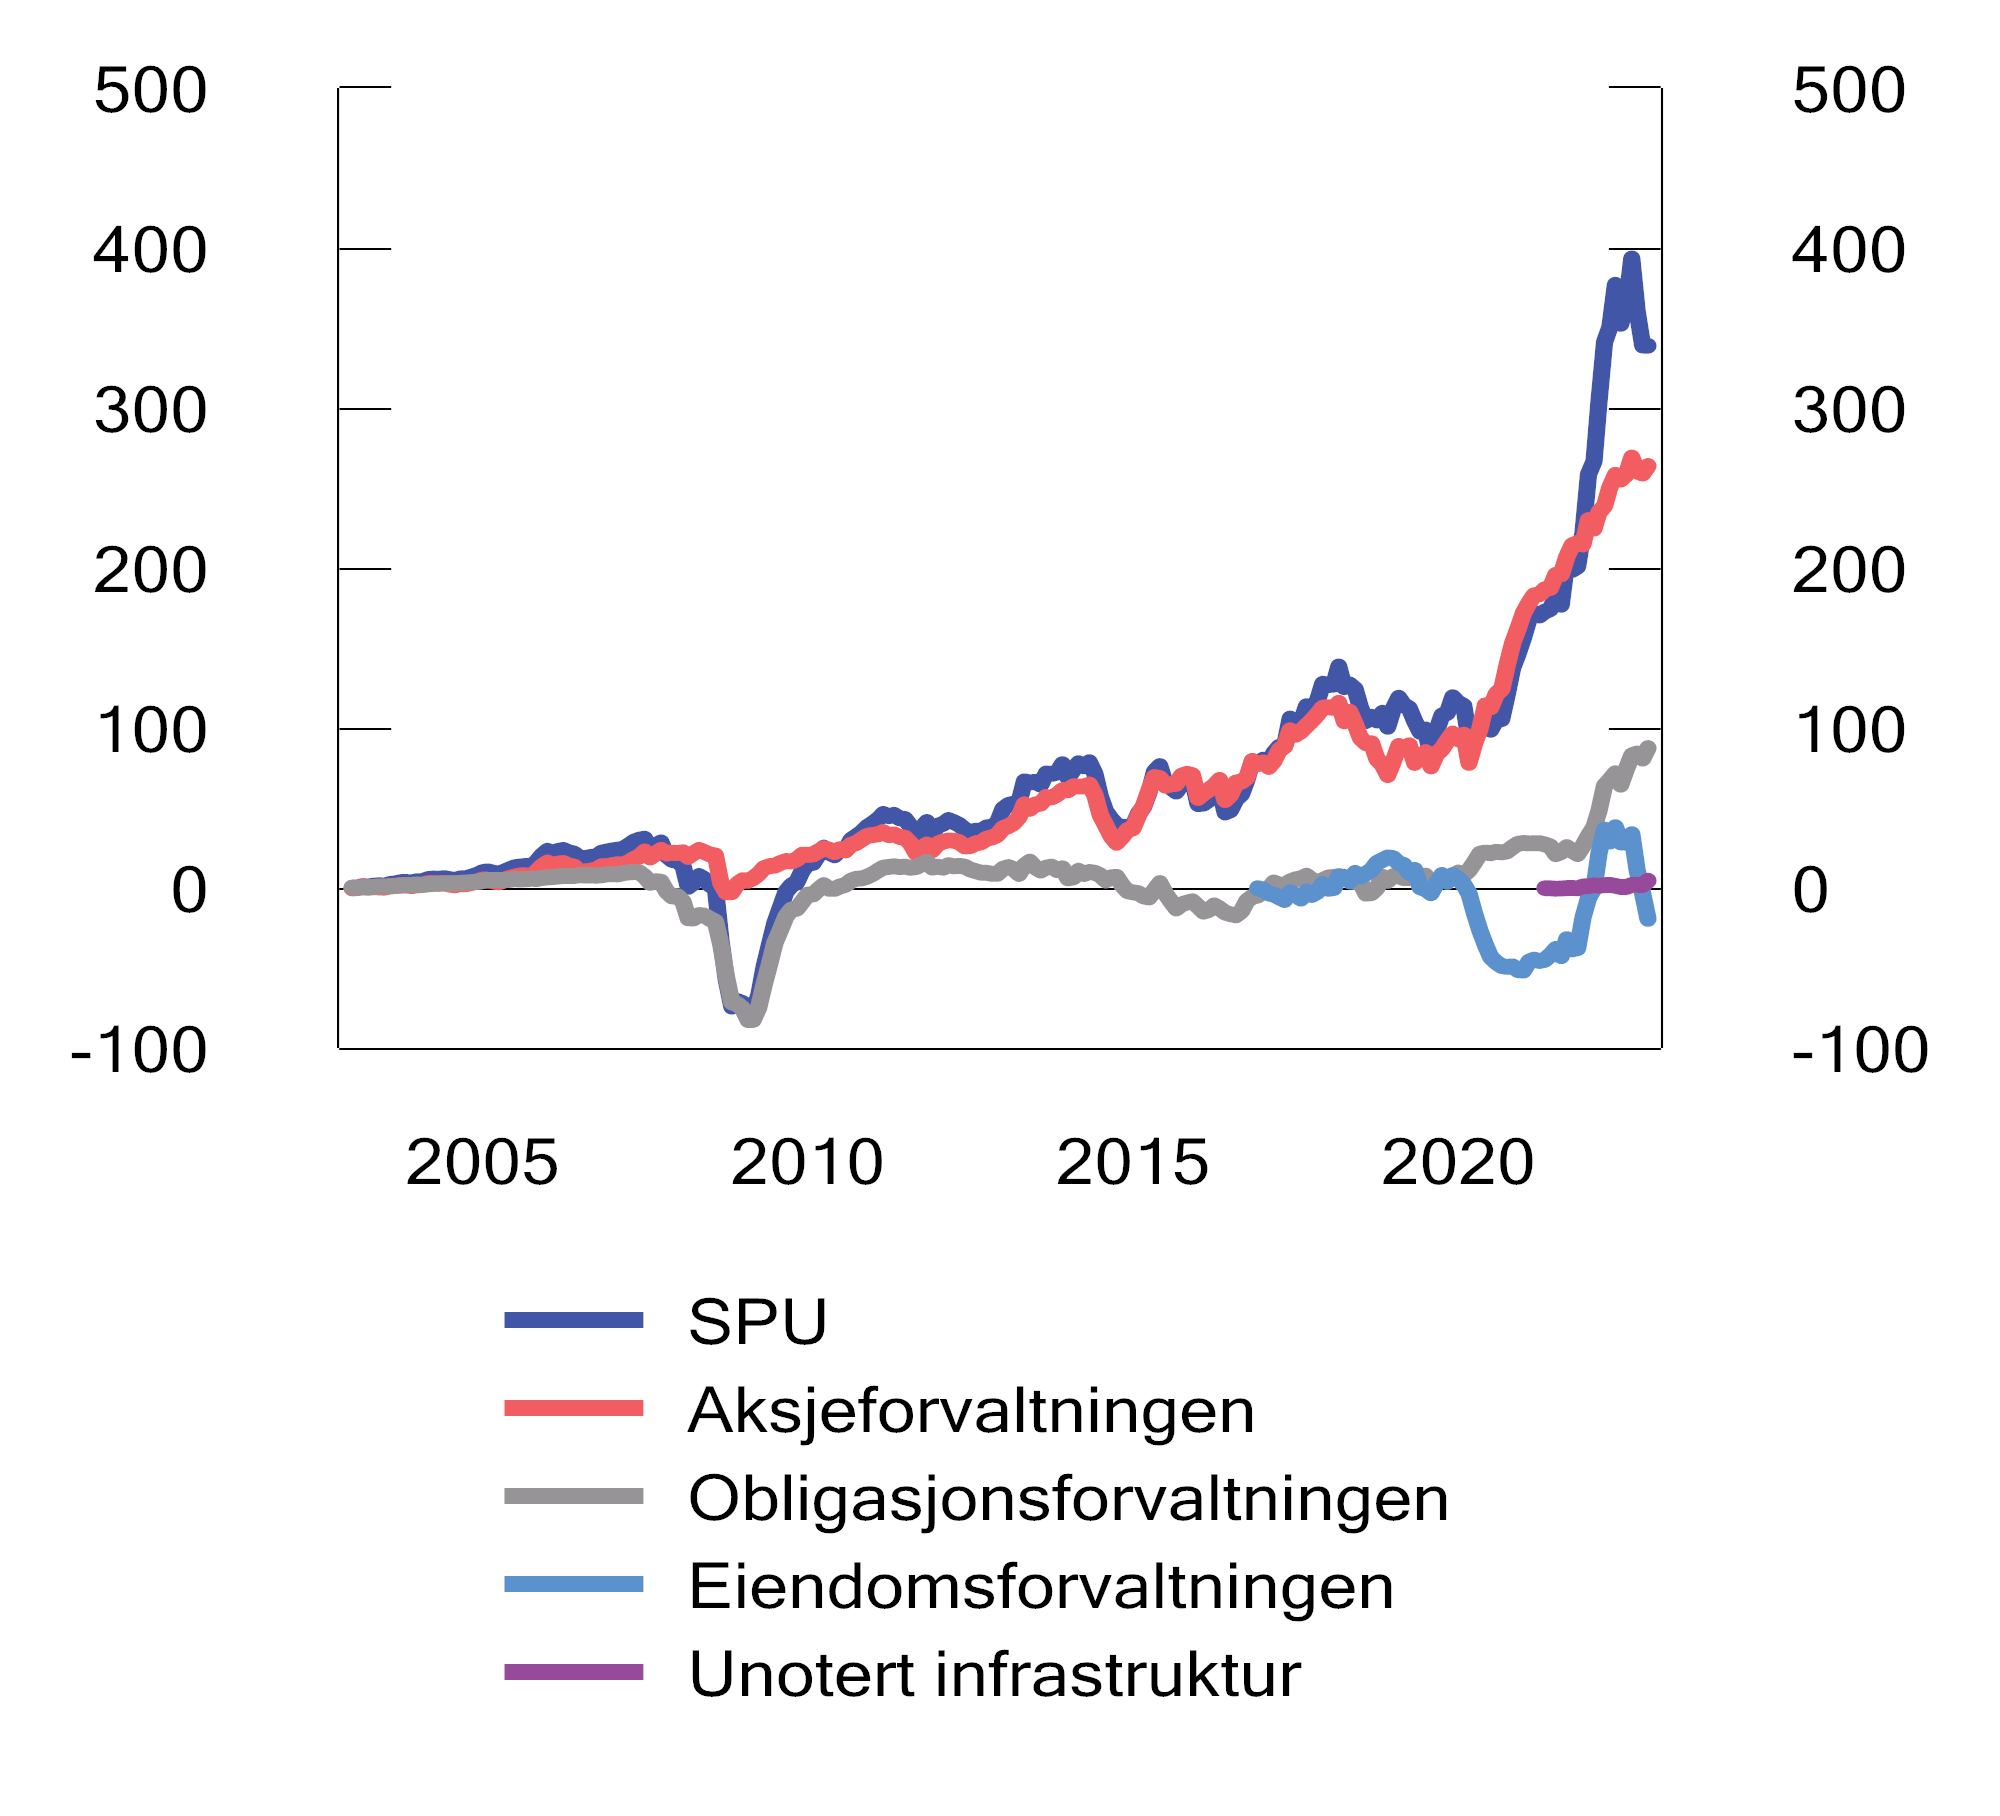 500 500
400 400
300 300
200 200
100 100
0 0
-100 -100
2005 2010 2015 2020
SPU
Aksjeforvaltningen
Obligasjonsforvaltningen
Eiendomsforvaltningen
Unotert infrastruktur